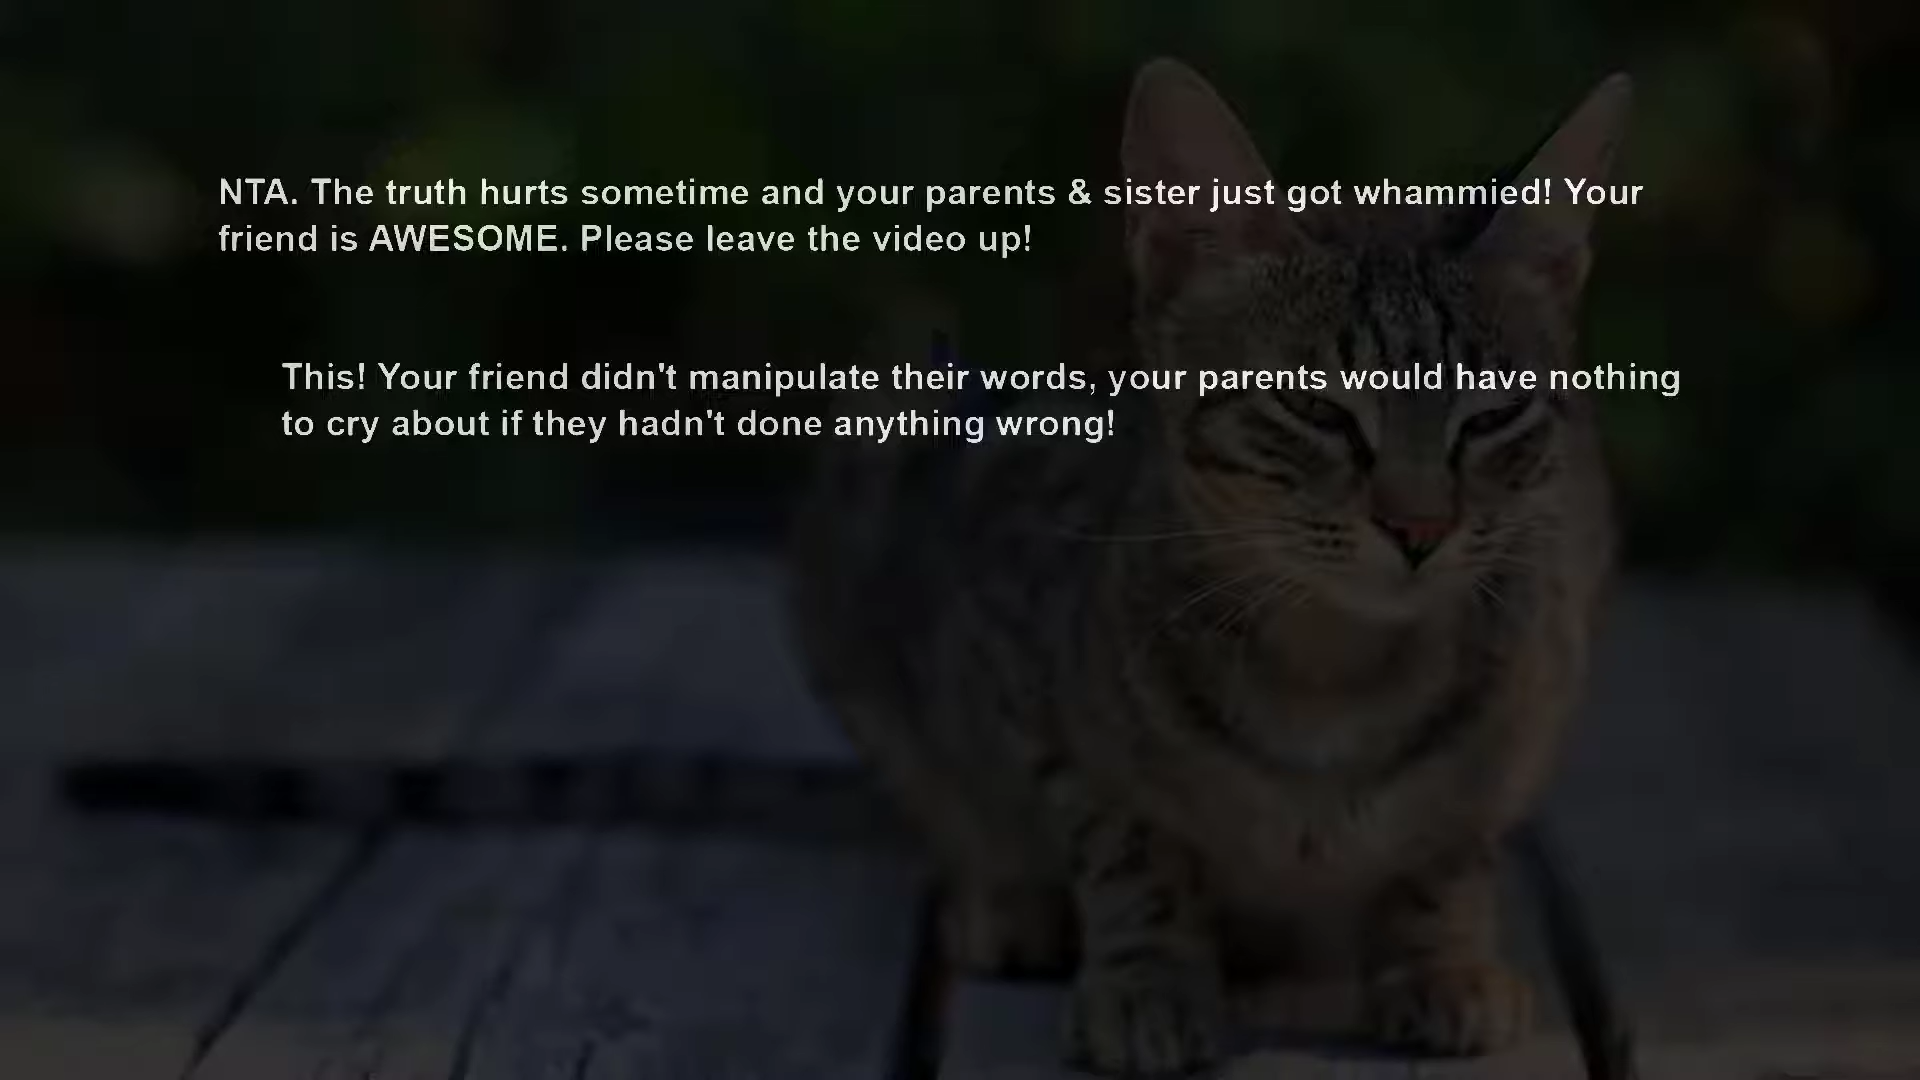 NTA. The truth hurts sometime and your parents & sister just got whammied! Your
friend is AWESOME. Please leave the video up!
This! Your friend didn't manipulate their words, your parents would have nothing
to cry about if they hadn't done anything wrong!